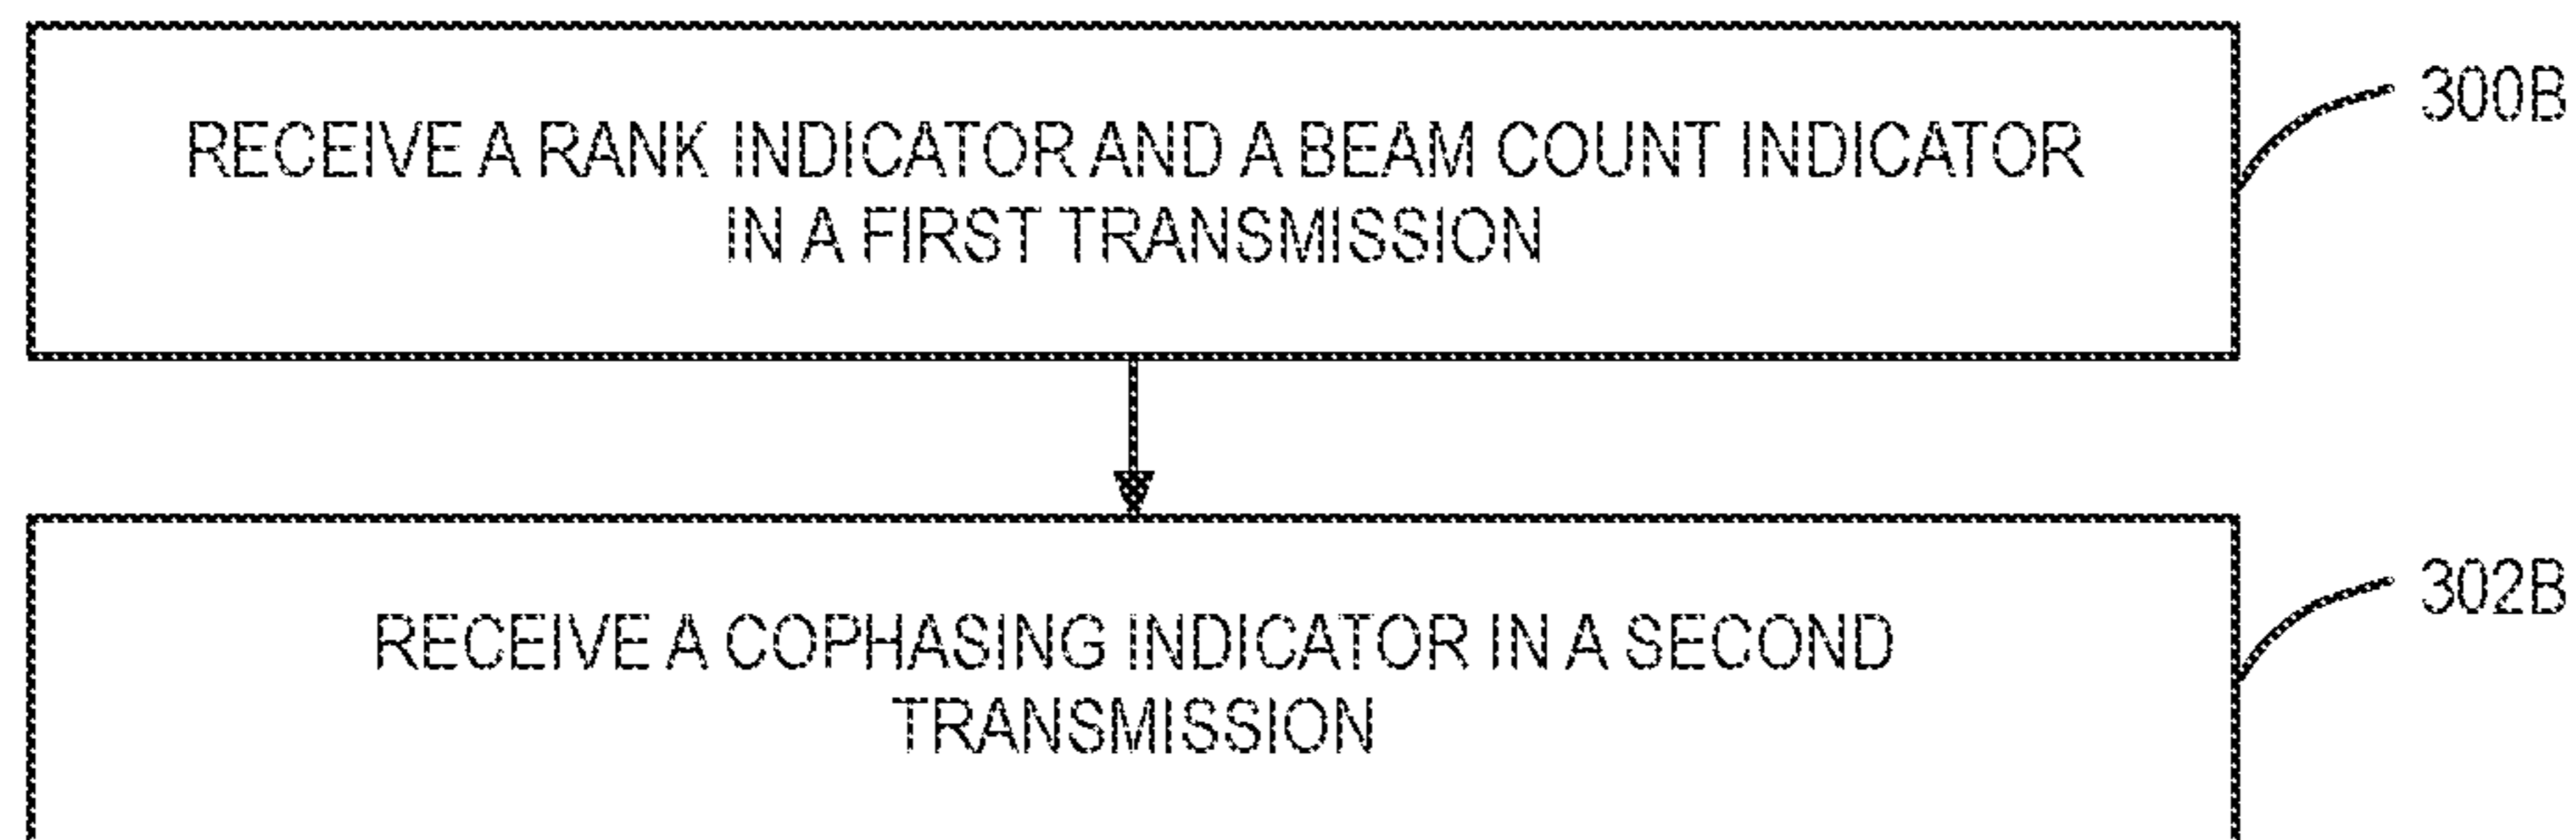 RECEIVE A RANK INDICATOR AND A BEAM COUNT INDICATOR
IN A FIRST TRANSMISSION
300B
RECEIVE A COPHASING INDICATOR IN A SECOND
TRANSMISSION
302B